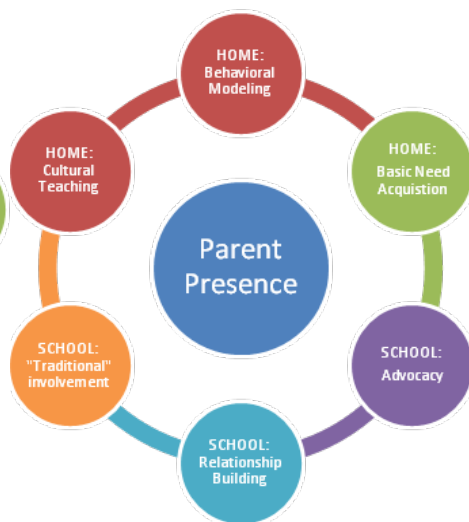 HOME:
Behavioral
Modeling
HOME:
Cultural
Teaching
HOME:
Basic Need
Acquistion
Parent
Presence
SCHOOL:
"Traditional"
involvement
SCHOOL:
Advocacy
SCHOOL:
Relationship
Building